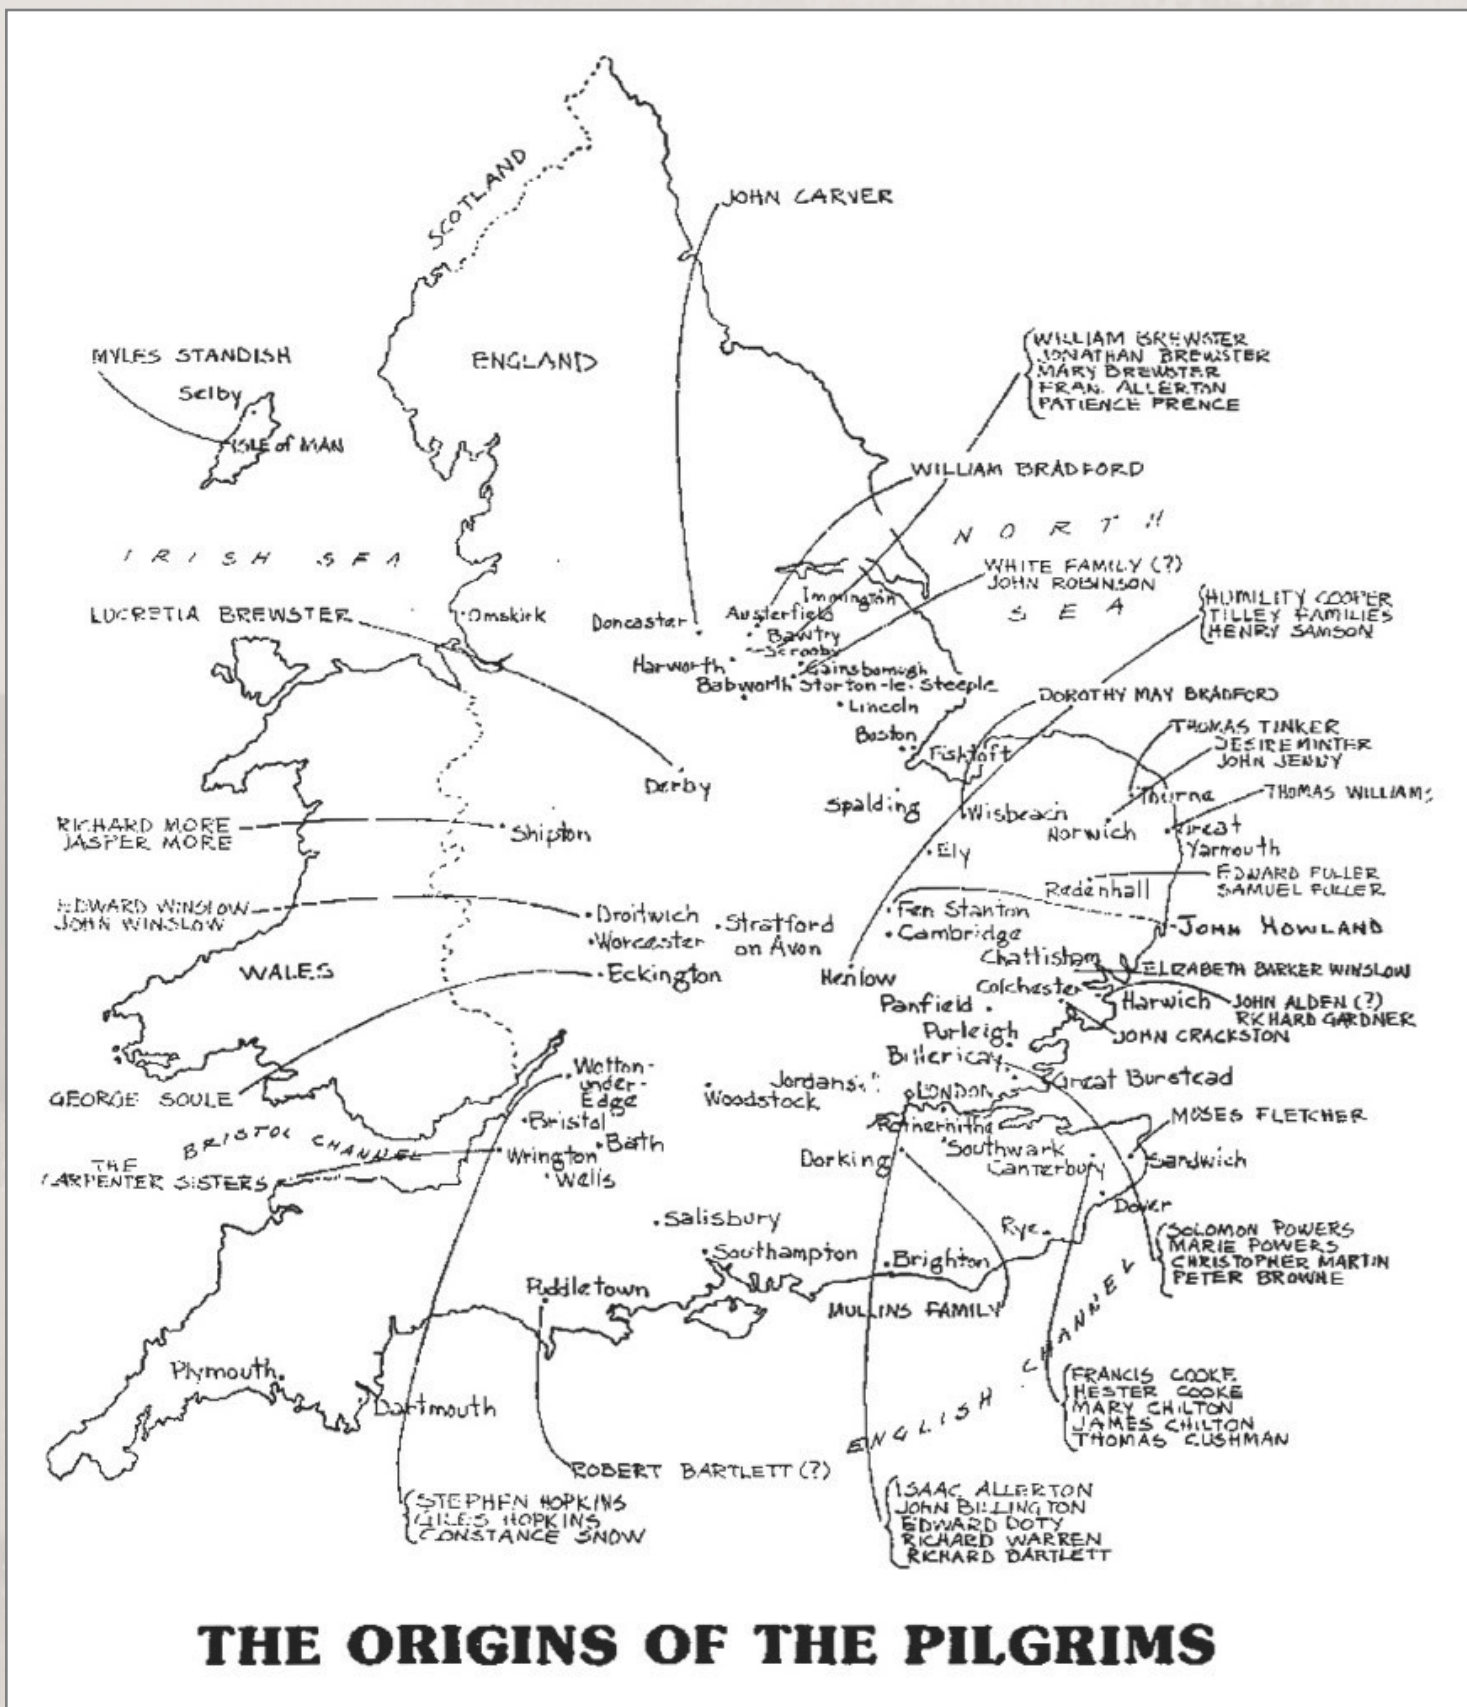 SCOTLAND
JOHN CARVER
MYLES STANDISH
Selby
ISLE of MAN
ENGLAND
WILLIAM BREWSTER
JONATHAN BREWSTER
MARY BREWSTER
FRAN. ALLERTON
PATIENCE PRENCE
WILLIAM BRADFORD
NORTH
SEA
IRISH SEA
WHITE FAMILY (?)
JOHN ROBINSON
HUMILITY COOPER
TILLEY FAMILIES
HENRY SAMSON
LUCRETIA BREWSTER
Omskirk
Doncaster
Immington
Austerfield
Bawtry
Scrooby
Harworth
Gainsborough
Babworth
Storton-le-Steeple
Lincoln
DOROTHY MAY BRADFORD
Boston
Fishtoft
THOMAS TINKER
DESIRE MINTER
JOHN JENNY
Derby
Spalding
Wisbeach
Thurne
Norwich
THOMAS WILLIAMS
Great
Yarmouth
RICHARD MORE
JASPER MORE
Shipton
Ely
EDWARD FULLER
SAMUEL FULLER
Redenhall
EDWARD WINSLOW
JOHN WINSLOW
Droitwich
Worcester
Stratford
on Avon
Fen Stanton
Cambridge
JOHN HOWLAND
WALES
Eckington
Henlow
Chattisham
ELIZABETH BARKER WINSLOW
Colchester
Panfield
Harwich
JOHN ALDEN (?)
RICHARD GARDNER
JOHN CRACKSTON
Purleigh
Billericay
GEORGE SOULE
Wotton-
under-
Edge
Woodstock
Jordans
LONDON
Great Burstead
Rotherhithe
MOSES FLETCHER
BRISTOL CHANNEL
Bristol
Bath
THE
CARPENTER SISTERS
Wrington
Wells
Dorking
Southwark
Canterbury
Sandwich
Dover
Salisbury
Southampton
Brighton
Rye
SOLOMON POWERS
MARIE POWERS
CHRISTOPHER MARTIN
PETER BROWNE
Puddletown
MULLINS FAMILY
Plymouth
Dartmouth
ENGLISH CHANNEL
FRANCIS COOKE
HESTER COOKE
MARY CHILTON
JAMES CHILTON
THOMAS CUSHMAN
ROBERT BARTLETT (?)
STEPHEN HOPKINS
GILES HOPKINS
CONSTANCE SNOW
ISAAC ALLERTON
JOHN BILLINGTON
EDWARD DOTY
RICHARD WARREN
RICHARD BARTLETT
THE ORIGINS OF THE PILGRIMS